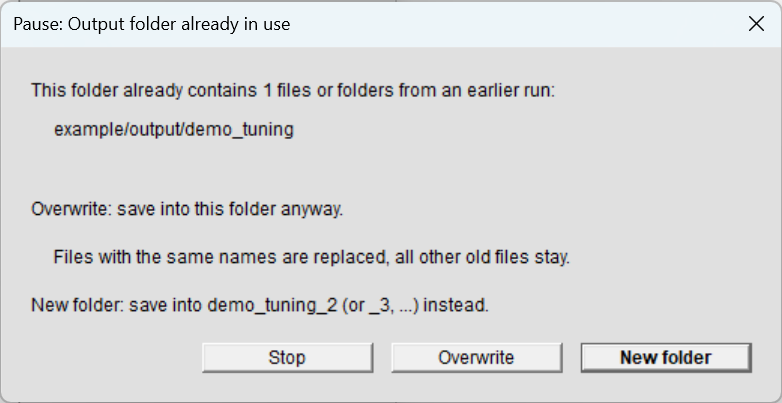 Pause: Output folder already in use
This folder already contains 1 files or folders from an earlier run:
example/output/demo_tuning
Overwrite: save into this folder anyway.
Files with the same names are replaced, all other old files stay.
New folder: save into demo_tuning_2 (or _3, ...) instead.
Stop
Overwrite
New folder